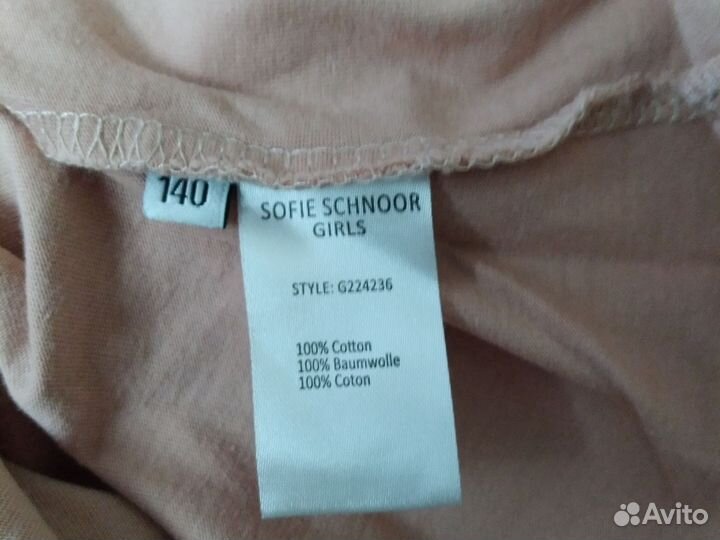 140
SOFIE SCHNOOR
GIRLS
STYLE: G224236
100% Cotton
100% Baumwolle
100% Coton
Avito